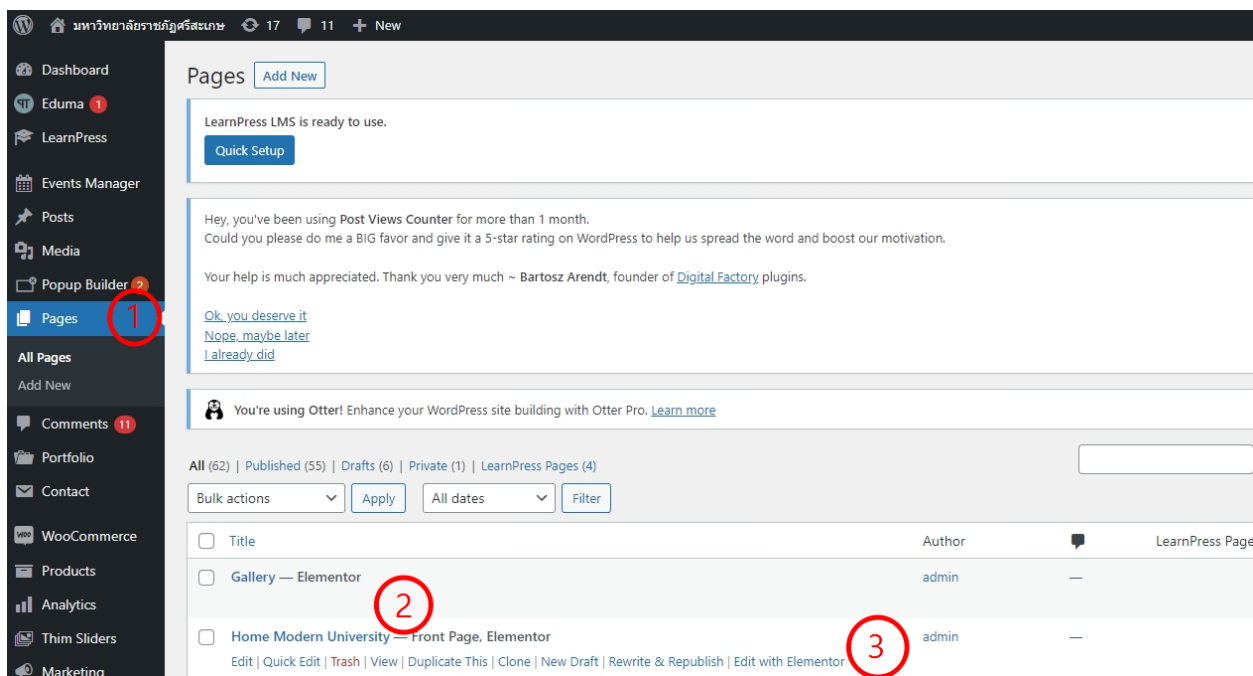 มหาวิทยาลัยราชภัฏศรีสะเกษ 17 11 + New
Dashboard
Eduma 1
LearnPress
Events Manager
Posts
Media
Popup Builder 2
Pages 1
All Pages
Add New
Comments 11
Portfolio
Contact
WooCommerce
Products
Analytics
Thim Sliders
Marketing
Pages Add New
LearnPress LMS is ready to use.
Quick Setup
Hey, you've been using Post Views Counter for more than 1 month.
Could you please do me a BIG favor and give it a 5-star rating on WordPress to help us spread the word and boost our motivation.
Your help is much appreciated. Thank you very much ~ Bartosz Arendt, founder of Digital Factory plugins.
Ok, you deserve it
Nope, maybe later
I already did
You're using Otter! Enhance your WordPress site building with Otter Pro. Learn more
All (62) | Published (55) | Drafts (6) | Private (1) | LearnPress Pages (4)
Bulk actions Apply All dates Filter
Title Author LearnPress Page
Gallery — Elementor admin —
2
Home Modern University — Front Page, Elementor admin —
3
Edit | Quick Edit | Trash | View | Duplicate This | Clone | New Draft | Rewrite & Republish | Edit with Elementor